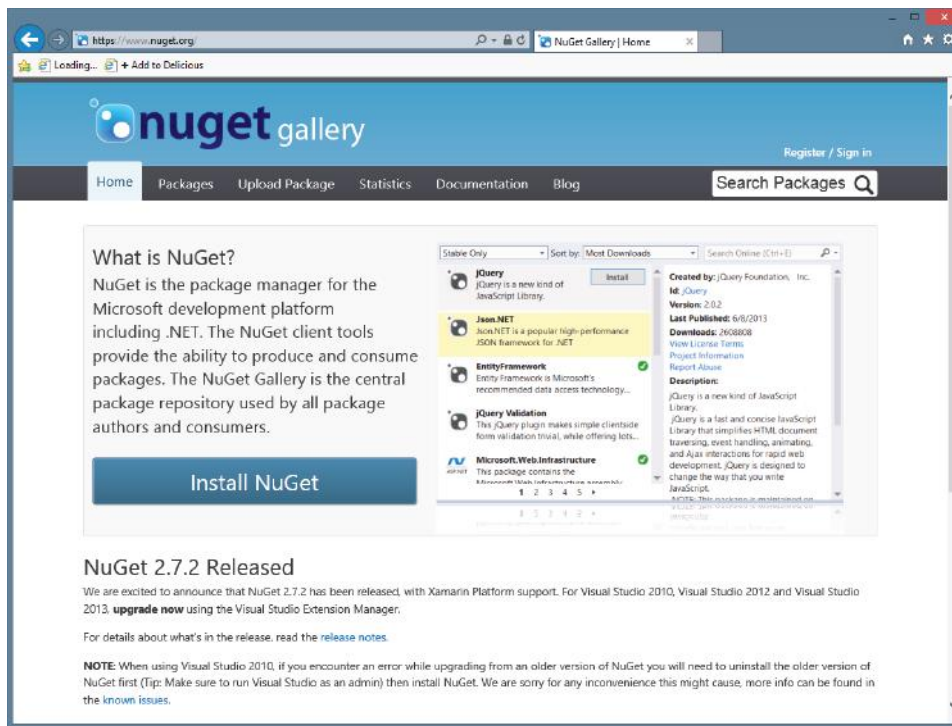 https://www.nuget.org/
NuGet Gallery | Home
Loading... + Add to Delicious
nuget gallery
Register / Sign in
Home Packages Upload Package Statistics Documentation Blog
Search Packages
What is NuGet?
NuGet is the package manager for the
Microsoft development platform
including .NET. The NuGet client tools
provide the ability to produce and consume
packages. The NuGet Gallery is the central
package repository used by all package
authors and consumers.
Install NuGet
Stable Only Sort by: Most Downloads Search Online (Ctrl+E)
jQuery
jQuery is a new kind of
JavaScript Library.
Install
Json.NET
Json.NET is a popular high-performance
JSON framework for .NET
EntityFramework
Entity Framework is Microsoft's
recommended data access technology...
jQuery Validation
This jQuery plugin makes simple clientside
form validation trivial, while offering lots...
Microsoft.Web.Infrastructure
This package contains the
Microsoft.Web.Infrastructure assembly
1 2 3 4 5
Created by: jQuery Foundation, Inc.
Id: jQuery
Version: 2.0.2
Last Published: 6/8/2013
Downloads: 2608808
View License Terms
Project Information
Report Abuse
Description:
jQuery is a new kind of JavaScript
Library.
jQuery is a fast and concise JavaScript
Library that simplifies HTML document
traversing, event handling, animating,
and Ajax interactions for rapid web
development. jQuery is designed to
change the way that you write
JavaScript.
NOTE: This package is maintained on
NuGet 2.7.2 Released
We are excited to announce that NuGet 2.7.2 has been released, with Xamarin Platform support. For Visual Studio 2010, Visual Studio 2012 and Visual Studio
2013, upgrade now using the Visual Studio Extension Manager.
For details about what's in the release, read the release notes.
NOTE: When using Visual Studio 2010, if you encounter an error while upgrading from an older version of NuGet you will need to uninstall the older version of
NuGet first (Tip: Make sure to run Visual Studio as an admin) then install NuGet. We are sorry for any inconvenience this might cause, more info can be found in
the known issues.